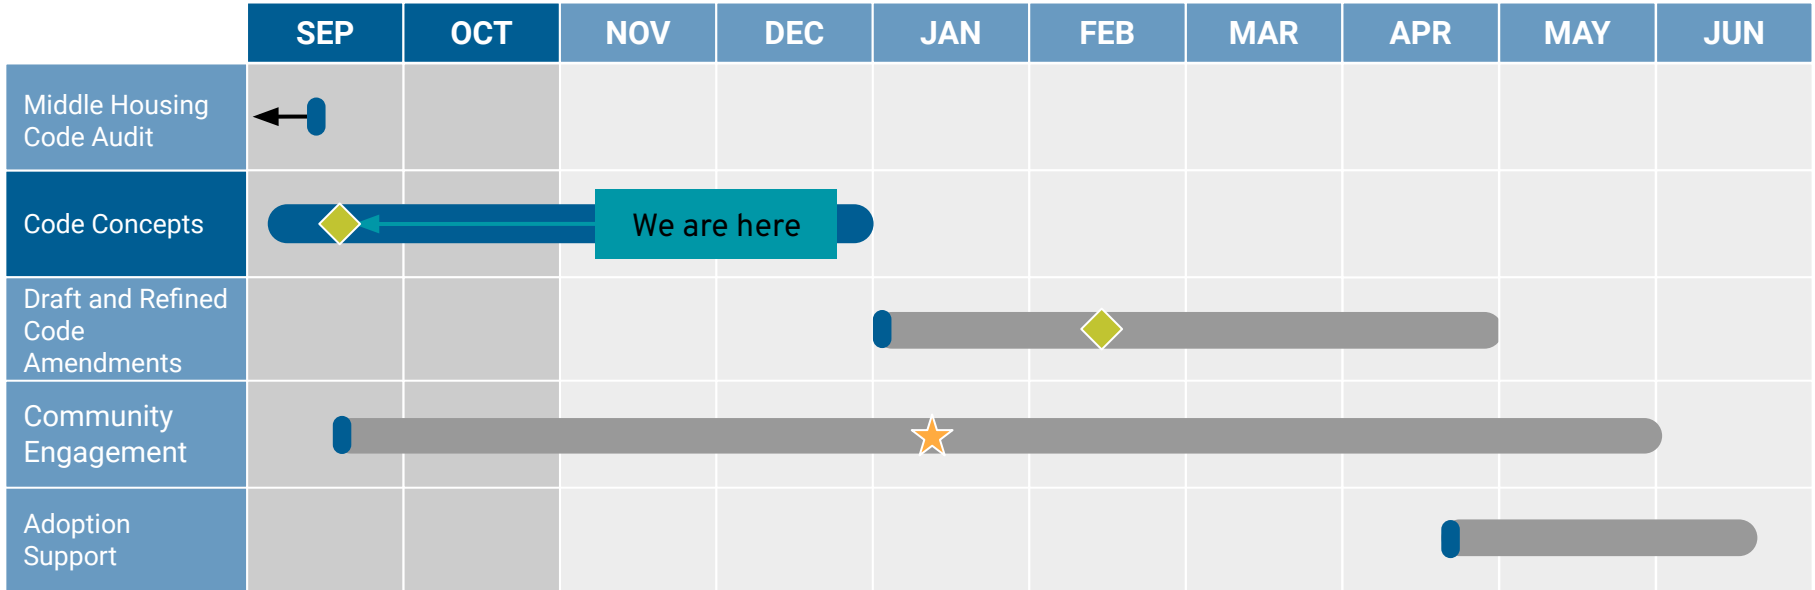 SEP OCT NOV DEC JAN FEB MAR APR MAY JUN
Middle Housing
Code Audit
Code Concepts
We are here
Draft and Refined
Code
Amendments
Community
Engagement
Adoption
Support